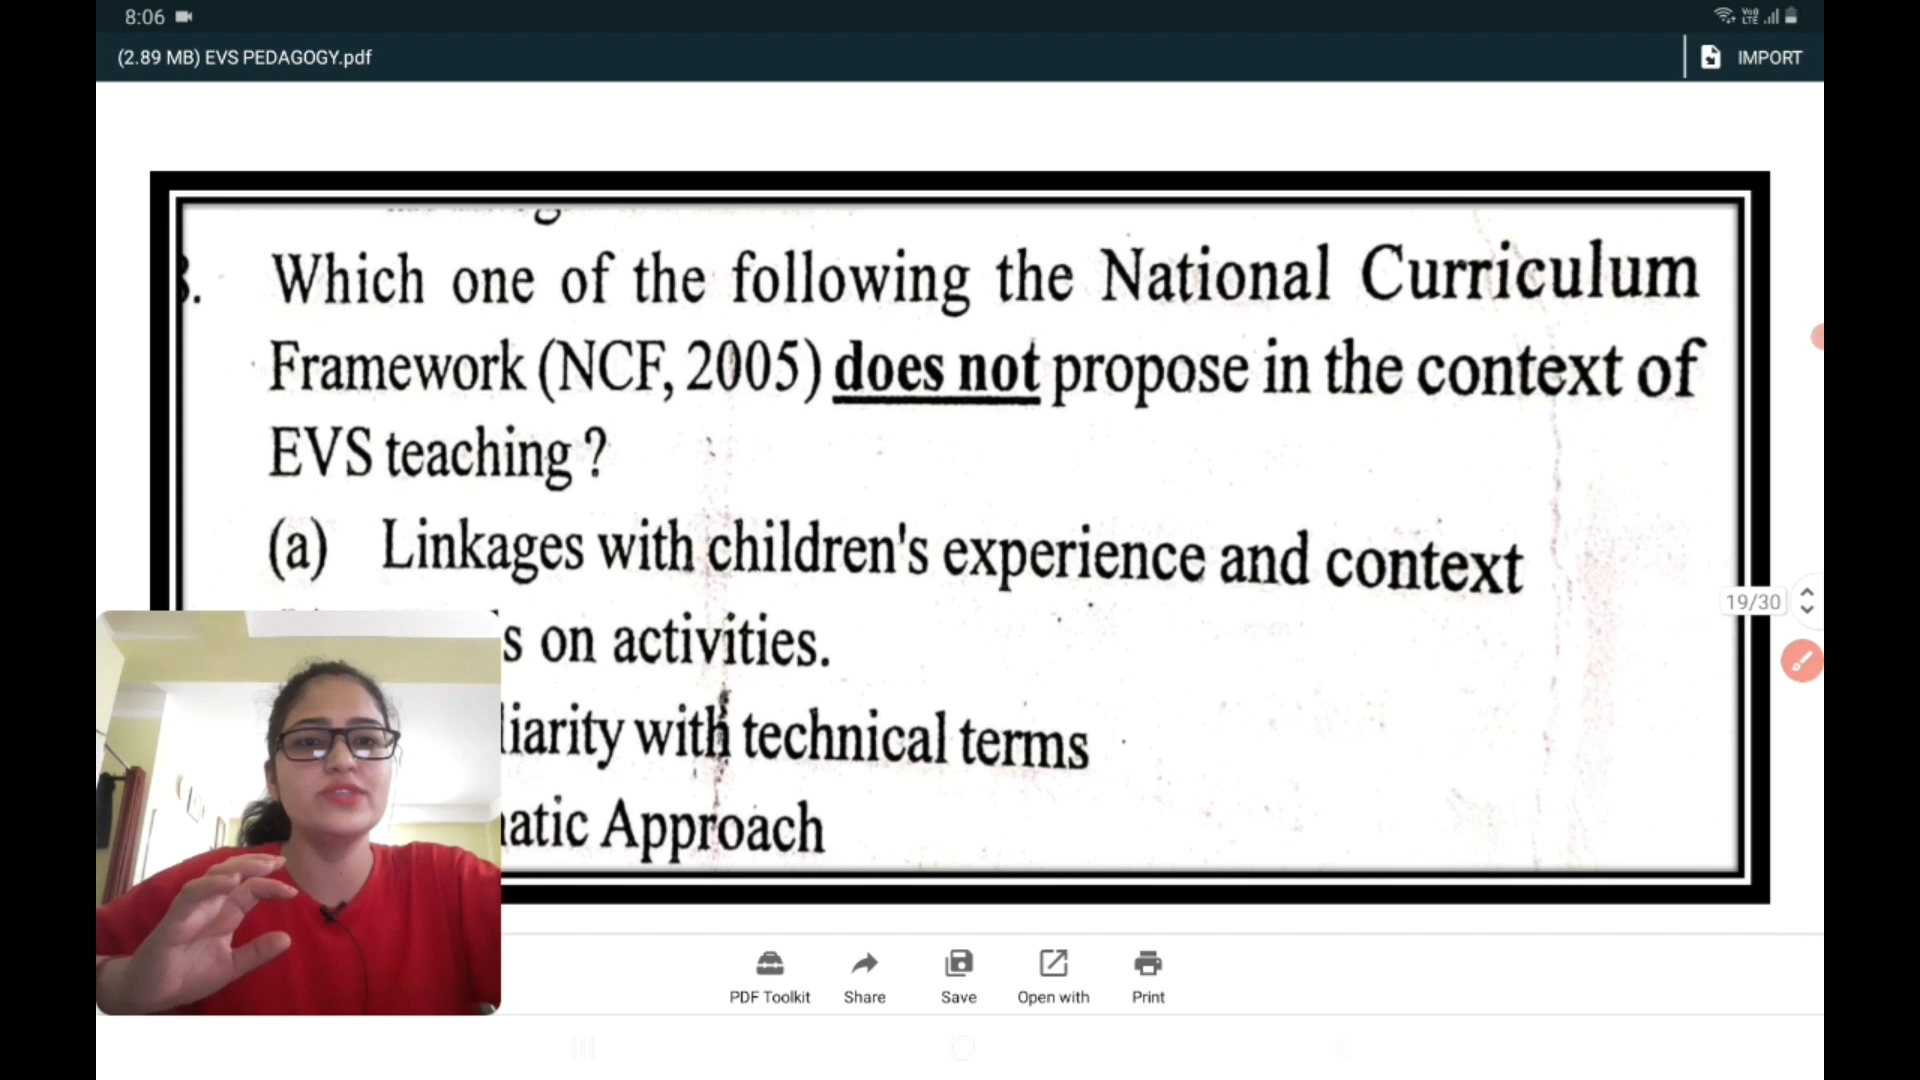 8:06
(2.89 MB) EVS PEDAGOGY.pdf
IMPORT
Which one of the following the National Curriculum
Framework (NCF, 2005) does not propose in the context of
EVS teaching ?
(a) Linkages with children's experience and context
on activities.
with technical terms
Approach
19/30
PDF Toolkit
Share
Save
Open with
Print